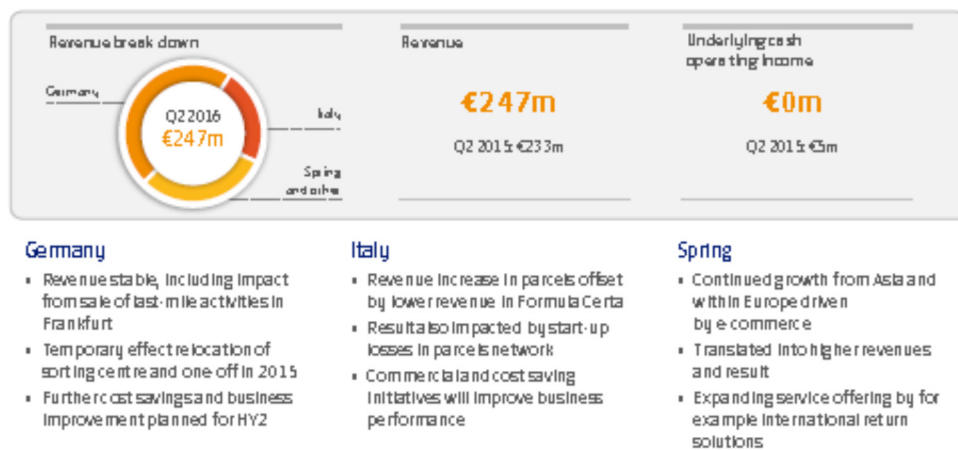 Revenue break down
Germany
Q2 2016
€247m
Italy
Spring
and other
Revenue
€247m
Q2 2015: €233m
Underlying cash
operating income
€0m
Q2 2015: €5m
Germany
▪ Revenue stable, including impact
from sale of last-mile activities in
Frankfurt
▪ Temporary effect relocation of
sorting centre and one off in 2015
▪ Further cost savings and business
improvement planned for HY2
Italy
▪ Revenue increase in parcels offset
by lower revenue in Formula Certa
▪ Result also impacted by start-up
losses in parcels network
▪ Commercial and cost saving
initiatives will improve business
performance
Spring
▪ Continued growth from Asia and
within Europe driven
by e-commerce
▪ Translated into higher revenues
and result
▪ Expanding service offering by for
example international return
solutions